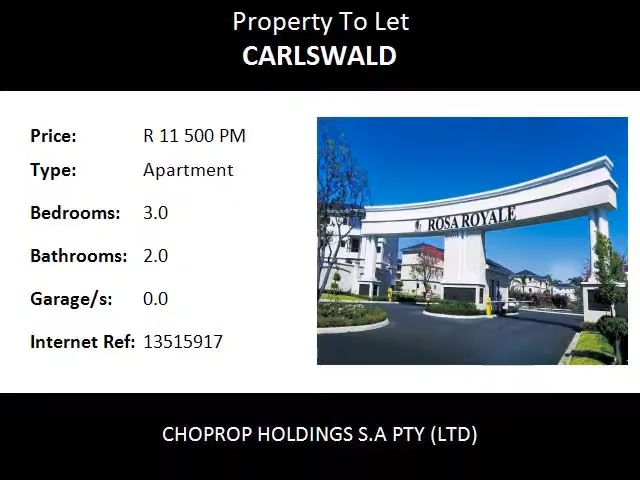 Property To Let
CARLSWALD
Price: R 11 500 PM
Type: Apartment
Bedrooms: 3.0
Bathrooms: 2.0
Garage/s: 0.0
Internet Ref: 13515917
ROSA ROYALE
CHOPROP HOLDINGS S.A PTY (LTD)